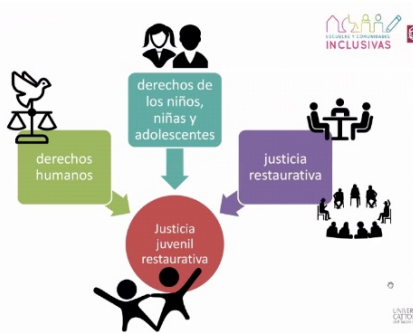 ESCUELAS Y COMUNIDADES
INCLUSIVAS
derechos de
los niños,
niñas y
adolescentes
derechos
humanos
justicia
restaurativa
Justicia
juvenil
restaurativa